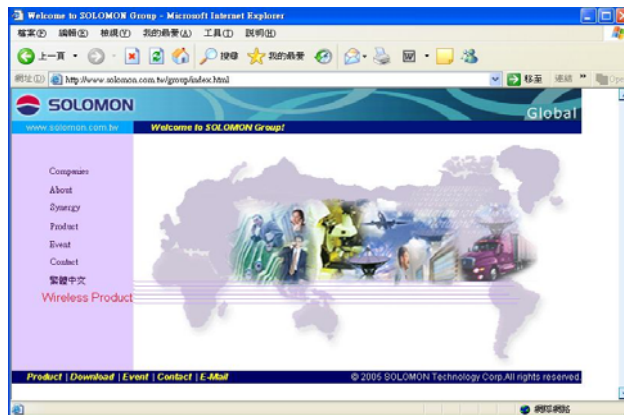 Welcome to SOLOMON Group - Microsoft Internet Explorer
檔案(F) 編輯(E) 檢視(V) 我的最愛(A) 工具(T) 說明(H)
上一頁 搜尋 我的最愛
網址(D) http://www.solomon.com.tw/group/index.html 移至 連結 »
SOLOMON
Global
www.solomon.com.tw Welcome to SOLOMON Group!
Companies
About
Synergy
Product
Event
Contact
繁體中文
Wireless Product
Product | Download | Event | Contact | E-Mail © 2005 SOLOMON Technology Corp.All rights reserved.
網際網路